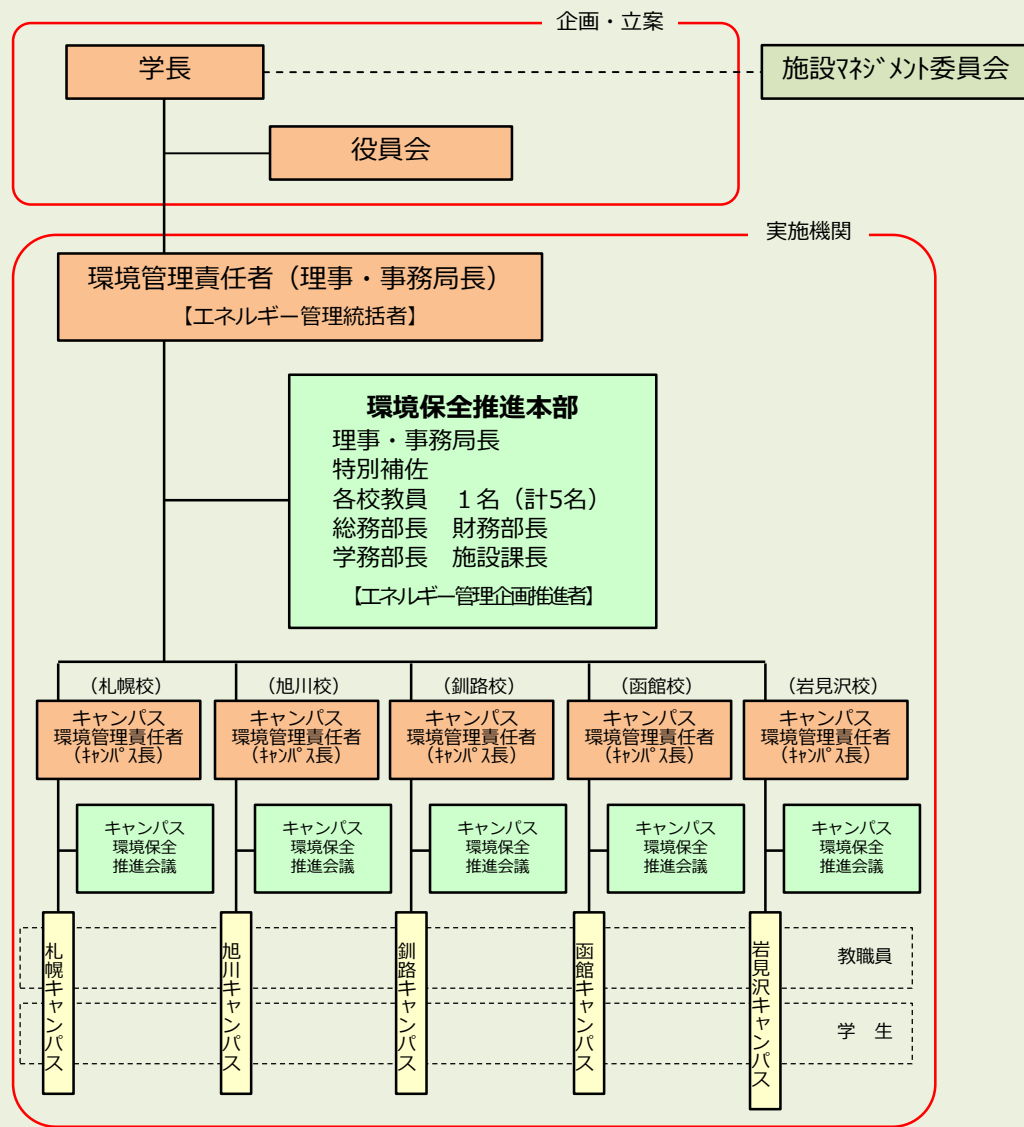 企画・立案
学長
施設ﾏﾈｼﾞﾒﾝﾄ委員会
役員会
実施機関
環境管理責任者（理事・事務局長）
【エネルギー管理統括者】
環境保全推進本部
理事・事務局長
特別補佐
各校教員　１名（計5名）
総務部長　財務部長
学務部長　施設課長
【エネルギー管理企画推進者】
（札幌校）
（旭川校）
（釧路校）
（函館校）
（岩見沢校）
キャンパス
環境管理責任者
（ｷｬﾝﾊﾟｽ長）
キャンパス
環境管理責任者
（ｷｬﾝﾊﾟｽ長）
キャンパス
環境管理責任者
（ｷｬﾝﾊﾟｽ長）
キャンパス
環境管理責任者
（ｷｬﾝﾊﾟｽ長）
キャンパス
環境管理責任者
（ｷｬﾝﾊﾟｽ長）
キャンパス
環境保全
推進会議
キャンパス
環境保全
推進会議
キャンパス
環境保全
推進会議
キャンパス
環境保全
推進会議
キャンパス
環境保全
推進会議
札幌キャンパス
旭川キャンパス
釧路キャンパス
函館キャンパス
岩見沢キャンパス
教職員
学　生